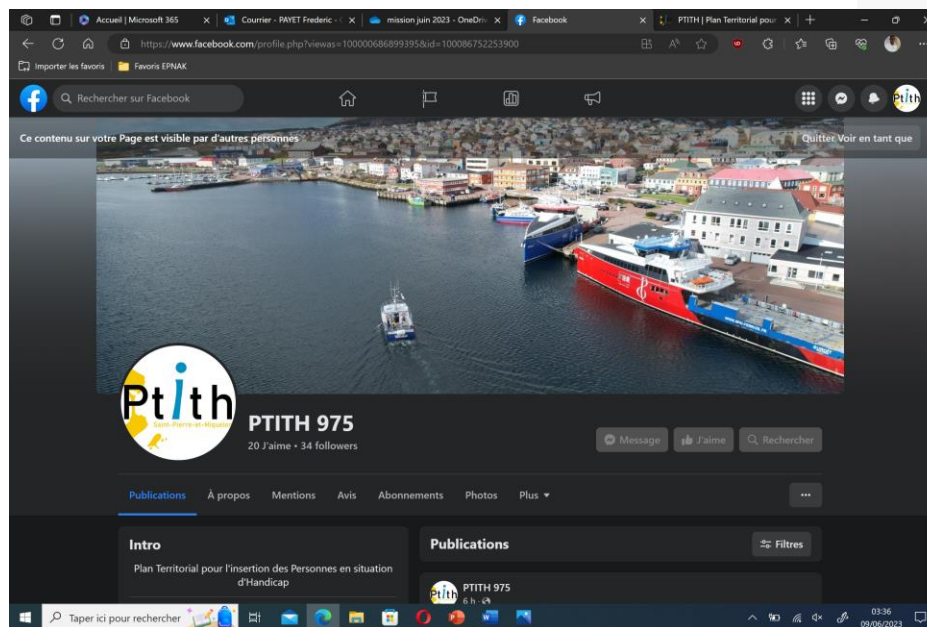 Accueil | Microsoft 365
Courrier - PAYET Frederic -
mission juin 2023 - OneDriv
Facebook
PTITH | Plan Territorial pour
https://www.facebook.com/profile.php?viewas=100000686899395&id=100086752253900
Importer les favoris
Favoris EPNAK
Rechercher sur Facebook
Ptith
Ce contenu sur votre Page est visible par d'autres personnes
Quitter Voir en tant que
Ptith
Saint-Pierre-et-Miquelon
PTITH 975
20 J'aime • 34 followers
Message
J'aime
Rechercher
Publications
À propos
Mentions
Avis
Abonnements
Photos
Plus
Intro
Plan Territorial pour l'insertion des Personnes en situation
d'Handicap
Publications
Filtres
Ptith
PTITH 975
6 h
Taper ici pour rechercher
03:36
09/06/2023